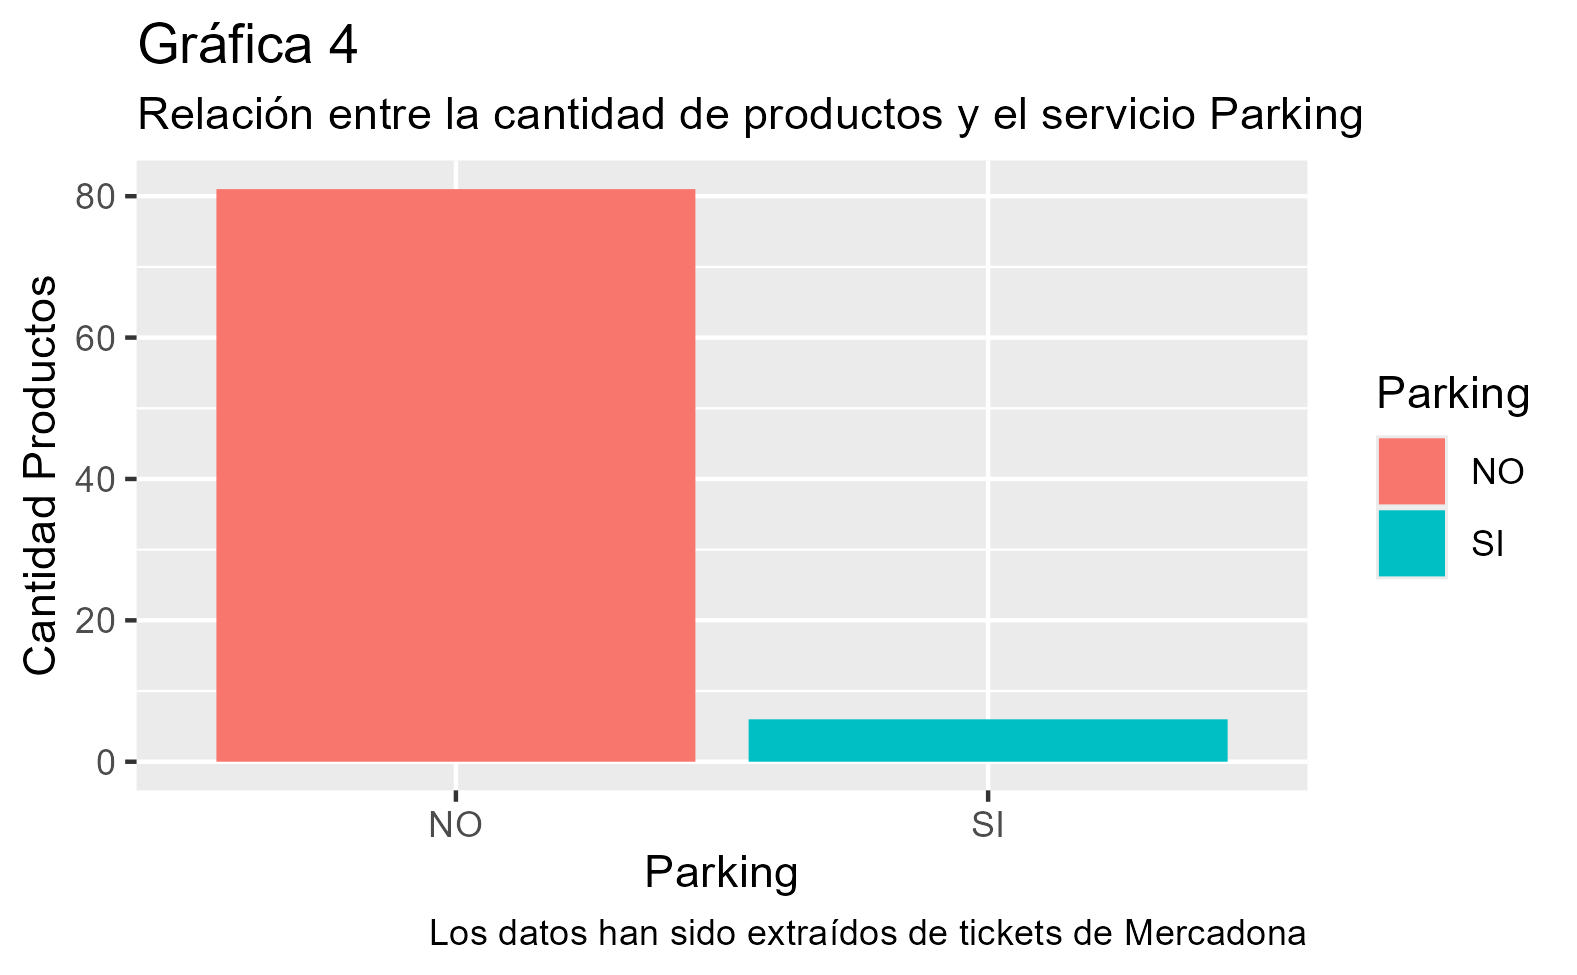 Gráfica 4
Relación entre la cantidad de productos y el servicio Parking
Cantidad Productos
80
60
40
20
0
NO
SI
Parking
Parking
NO
SI
Los datos han sido extraídos de tickets de Mercadona